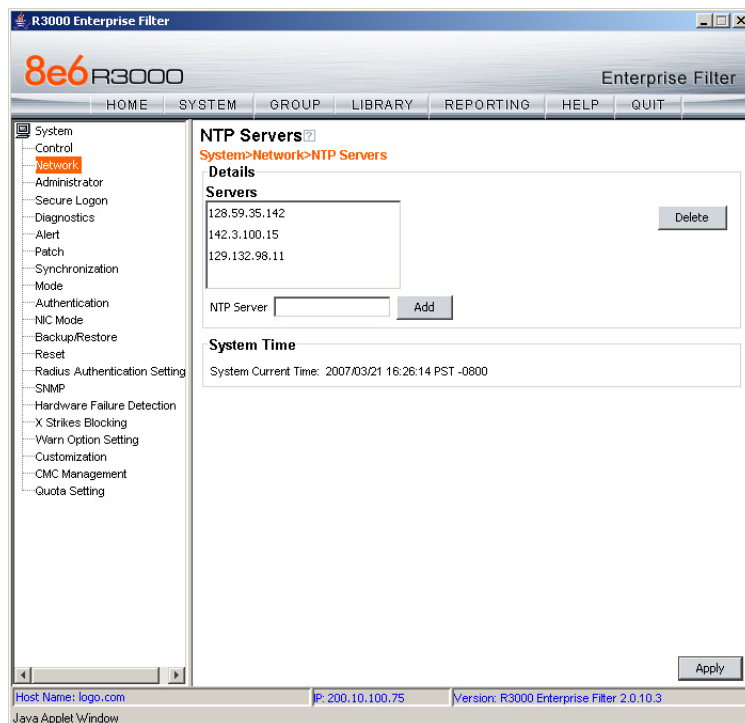 R3000 Enterprise Filter
8e6 R3000
Enterprise Filter
HOME SYSTEM GROUP LIBRARY REPORTING HELP QUIT
System
Control
Network
Administrator
Secure Logon
Diagnostics
Alert
Patch
Synchronization
Mode
Authentication
NIC Mode
Backup/Restore
Reset
Radius Authentication Setting
SNMP
Hardware Failure Detection
X Strikes Blocking
Warn Option Setting
Customization
CMC Management
Quota Setting
NTP Servers ?
System>Network>NTP Servers
Details
Servers
128.59.35.142
142.3.100.15
129.132.98.11
Delete
NTP Server Add
System Time
System Current Time: 2007/03/21 16:26:14 PST -0800
Apply
Host Name: logo.com IP: 200.10.100.75 Version: R3000 Enterprise Filter 2.0.10.3
Java Applet Window